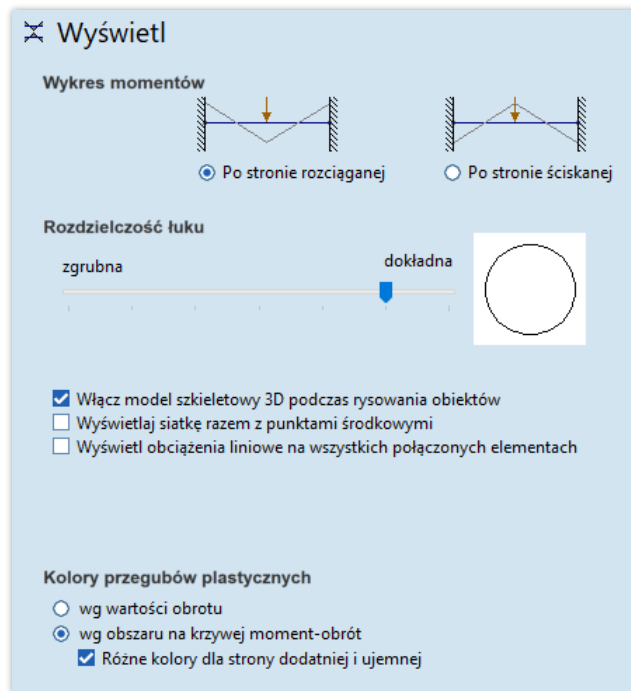 Wyświetl
Wykres momentów
Po stronie rozciąganej
Po stronie ściskanej
Rozdzielczość łuku
zgrubna
dokładna
Włącz model szkieletowy 3D podczas rysowania obiektów
Wyświetlaj siatkę razem z punktami środkowymi
Wyświetl obciążenia liniowe na wszystkich połączonych elementach
Kolory przegubów plastycznych
wg wartości obrotu
wg obszaru na krzywej moment-obrót
Różne kolory dla strony dodatniej i ujemnej